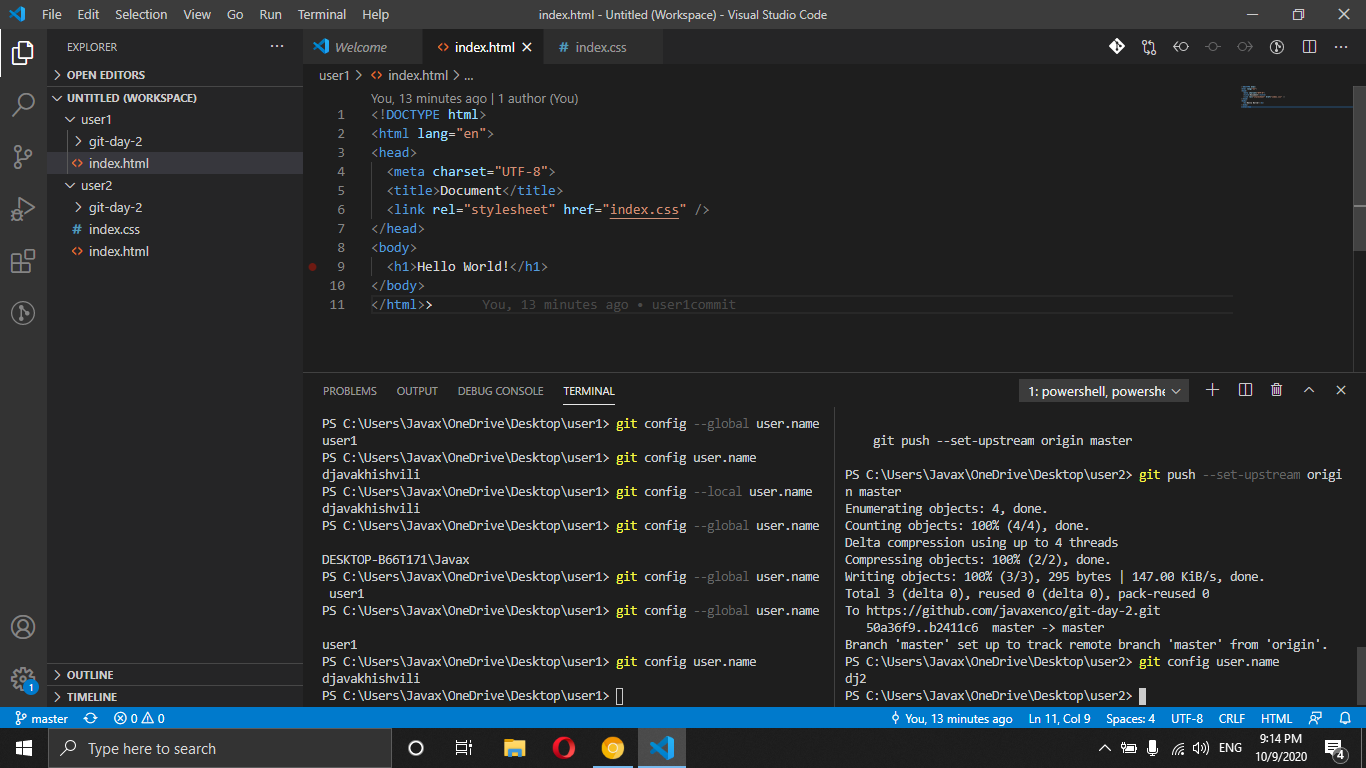 File Edit Selection View Go Run Terminal Help
index.html - Untitled (Workspace) - Visual Studio Code
EXPLORER
OPEN EDITORS
UNTITLED (WORKSPACE)
user1
git-day-2
index.html
user2
git-day-2
# index.css
index.html
OUTLINE
TIMELINE
Welcome
index.html
# index.css
user1 > index.html > ...
You, 13 minutes ago | 1 author (You)
1 <!DOCTYPE html>
2 <html lang="en">
3 <head>
4 <meta charset="UTF-8">
5 <title>Document</title>
6 <link rel="stylesheet" href="index.css" />
7 </head>
8 <body>
9 <h1>Hello World!</h1>
10 </body>
11 </html>> You, 13 minutes ago • user1commit
PROBLEMS OUTPUT DEBUG CONSOLE TERMINAL
1: powershell, powershe
PS C:\Users\Javax\OneDrive\Desktop\user1> git config --global user.name
user1
PS C:\Users\Javax\OneDrive\Desktop\user1> git config user.name
djavakhishvili
PS C:\Users\Javax\OneDrive\Desktop\user1> git config --local user.name
djavakhishvili
PS C:\Users\Javax\OneDrive\Desktop\user1> git config --global user.name
DESKTOP-B66T171\Javax
PS C:\Users\Javax\OneDrive\Desktop\user1> git config --global user.name
user1
PS C:\Users\Javax\OneDrive\Desktop\user1> git config --global user.name
user1
PS C:\Users\Javax\OneDrive\Desktop\user1> git config user.name
djavakhishvili
PS C:\Users\Javax\OneDrive\Desktop\user1>
git push --set-upstream origin master
PS C:\Users\Javax\OneDrive\Desktop\user2> git push --set-upstream origi
n master
Enumerating objects: 4, done.
Counting objects: 100% (4/4), done.
Delta compression using up to 4 threads
Compressing objects: 100% (2/2), done.
Writing objects: 100% (3/3), 295 bytes | 147.00 KiB/s, done.
Total 3 (delta 0), reused 0 (delta 0), pack-reused 0
To https://github.com/javaxenco/git-day-2.git
50a36f9..b2411c6 master -> master
Branch 'master' set up to track remote branch 'master' from 'origin'.
PS C:\Users\Javax\OneDrive\Desktop\user2> git config user.name
dj2
PS C:\Users\Javax\OneDrive\Desktop\user2>
1
master 0 0 You, 13 minutes ago Ln 11, Col 9 Spaces: 4 UTF-8 CRLF HTML
Type here to search
ENG
9:14 PM
10/9/2020
4